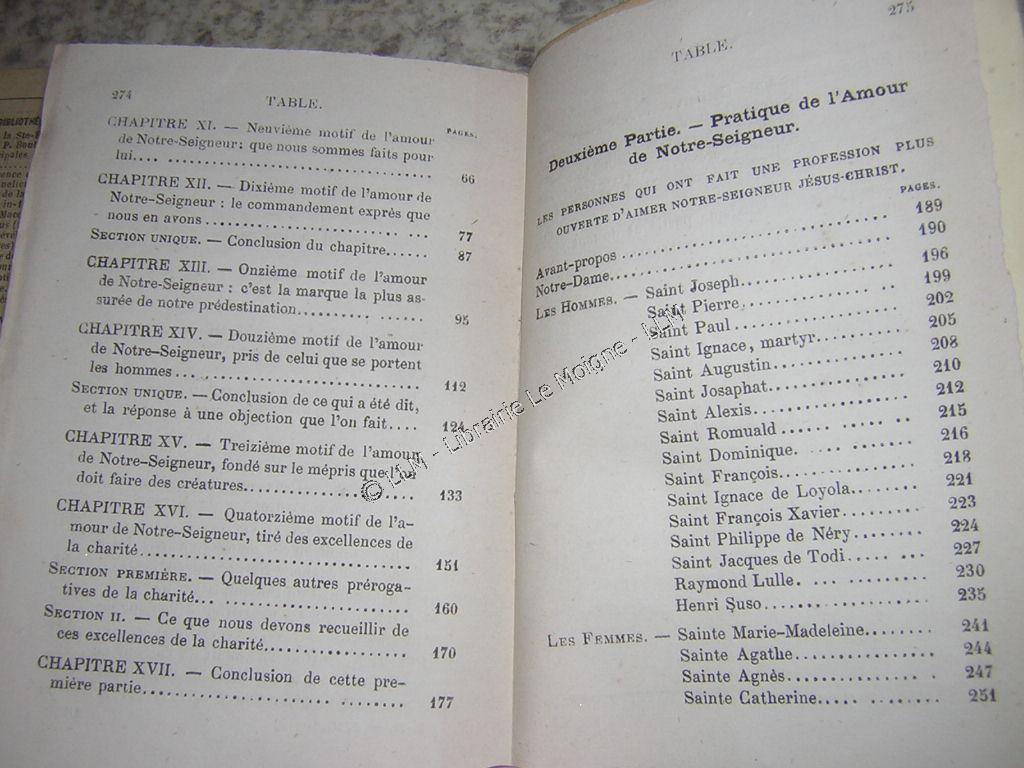 BIBLIOTHÈ
la Ste-
P. Sou
274
TABLE.
PAGES.
CHAPITRE XI. — Neuvième motif de l'amour
de Notre-Seigneur; que nous sommes faits pour
lui.... ........................... 66
CHAPITRE XII. — Dixième motif de l'amour de
Notre-Seigneur : le commandement exprès que
nous en avons ........................... ... 77
SECTION UNIQUE. — Conclusion du chapitre...... 87
CHAPITRE XIII. — Onzième motif de l'amour
de Notre-Seigneur : c'est la marque la plus as-
surée de notre prédestination.......... ...... 95
CHAPITRE XIV. — Douzième motif de l'amour
de Notre-Seigneur, pris de celui que se portent
les hommes ... ............................ 112
SECTION UNIQUE. — Conclusion de ce qui a été dit,
et la réponse à une objection que l'on fait.... 124
CHAPITRE XV. — Treizième motif de l'amour
de Notre-Seigneur, fondé sur le mépris que l'on
doit faire des créatures..................... 133
CHAPITRE XVI. — Quatorzième motif de l'a-
mour de Notre-Seigneur, tiré des excellences de
la charité................................. 151
SECTION PREMIÈRE. — Quelques autres préroga-
tives de la charité... ....................... 160
SECTION II. — Ce que nous devons recueillir de
ces excellences de la charité................. 170
CHAPITRE XVII. — Conclusion de cette pre-
mière partie.................... ....... ...... 177
275
TABLE.
Deuxième Partie. — Pratique de l'Amour
de Notre-Seigneur.
LES PERSONNES QUI ONT FAIT UNE PROFESSION PLUS
OUVERTE D'AIMER NOTRE-SEIGNEUR JÉSUS-CHRIST.
PAGES.
Avant-propos ............................... 189
Notre-Dame................................ 190
LES HOMMES. — Saint Joseph................ 196
Saint Pierre................ 199
Saint Paul ................ 202
Saint Ignace, martyr........ 205
Saint Augustin ............ 208
Saint Josaphat.............. 210
Saint Alexis................ 212
Saint Romuald ...... ..... .. 215
Saint Dominique. ... ....... 216
Saint François.............. 218
Saint Ignace de Loyola....... 221
Saint François Xavier ........ 223
Saint Philippe de Néry........ 224
Saint Jacques de Todi..... ... 227
Raymond Lulle. ... ......... 230
Henri Suso................. 235
LES FEMMES. — Sainte Marie-Madeleine........ 241
Sainte Agathe............... 244
Sainte Agnès................ 247
Sainte Catherine..... ........ 251
© LLM - Librairie Le Moigne - LLM